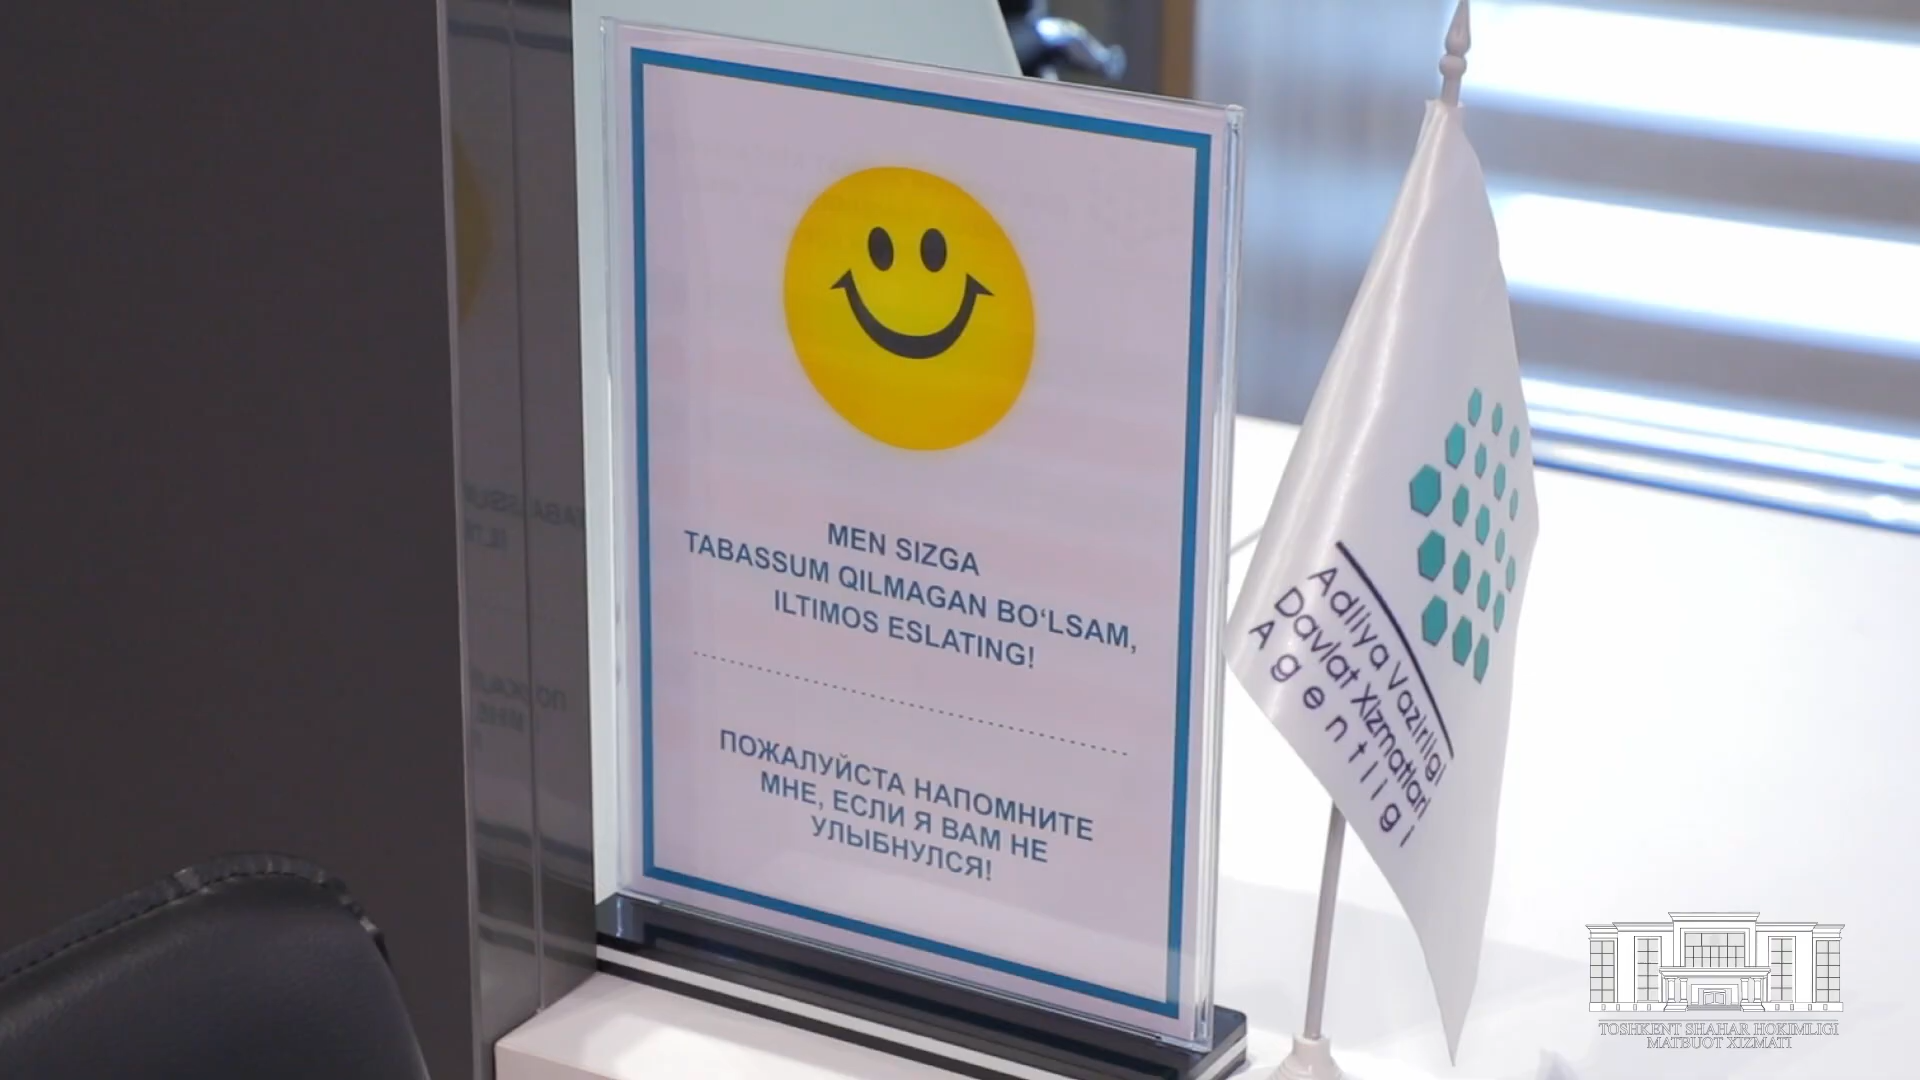 MEN SIZGA
TABASSUM QILMAGAN BO‘LSAM,
ILTIMOS ESLATING!
ПОЖАЛУЙСТА НАПОМНИТЕ
МНЕ, ЕСЛИ Я ВАМ НЕ
УЛЫБНУЛСЯ!
Adliya Vazirligi
Davlat Xizmatlari
Agentligi
TOSHKENT SHAHAR HOKIMLIGI
MATBUOT XIZMATI